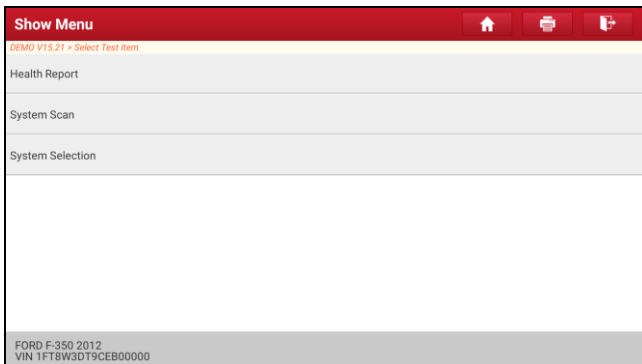 Show Menu
DEMO V15.21 > Select Test Item
Health Report
System Scan
System Selection
FORD F-350 2012
VIN 1FT8W3DT9CEB00000